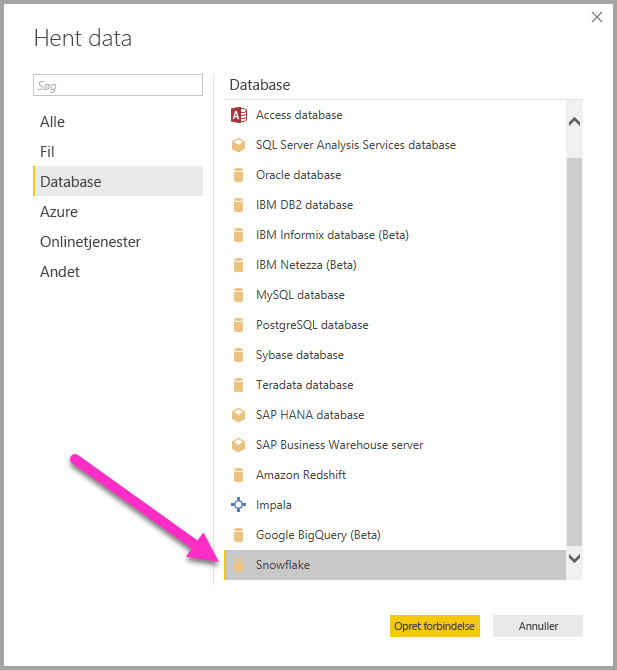 Hent data
Søg
Alle
Fil
Database
Azure
Onlinetjenester
Andet
Database
Access database
SQL Server Analysis Services database
Oracle database
IBM DB2 database
IBM Informix database (Beta)
IBM Netezza (Beta)
MySQL database
PostgreSQL database
Sybase database
Teradata database
SAP HANA database
SAP Business Warehouse server
Amazon Redshift
Impala
Google BigQuery (Beta)
Snowflake
Opret forbindelse
Annuller